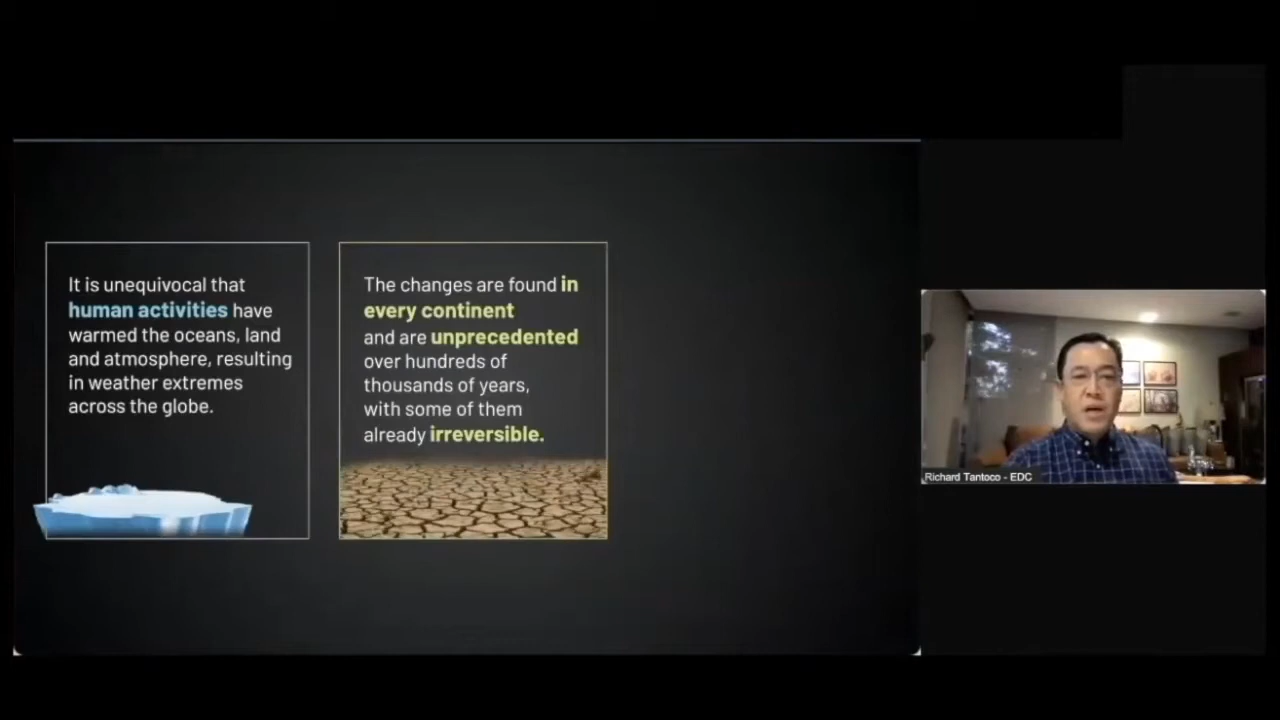 It is unequivocal that
human activities have
warmed the oceans, land
and atmosphere, resulting
in weather extremes
across the globe.
The changes are found in
every continent
and are unprecedented
over hundreds of
thousands of years,
with some of them
already irreversible.
Richard Tantoco - EDC